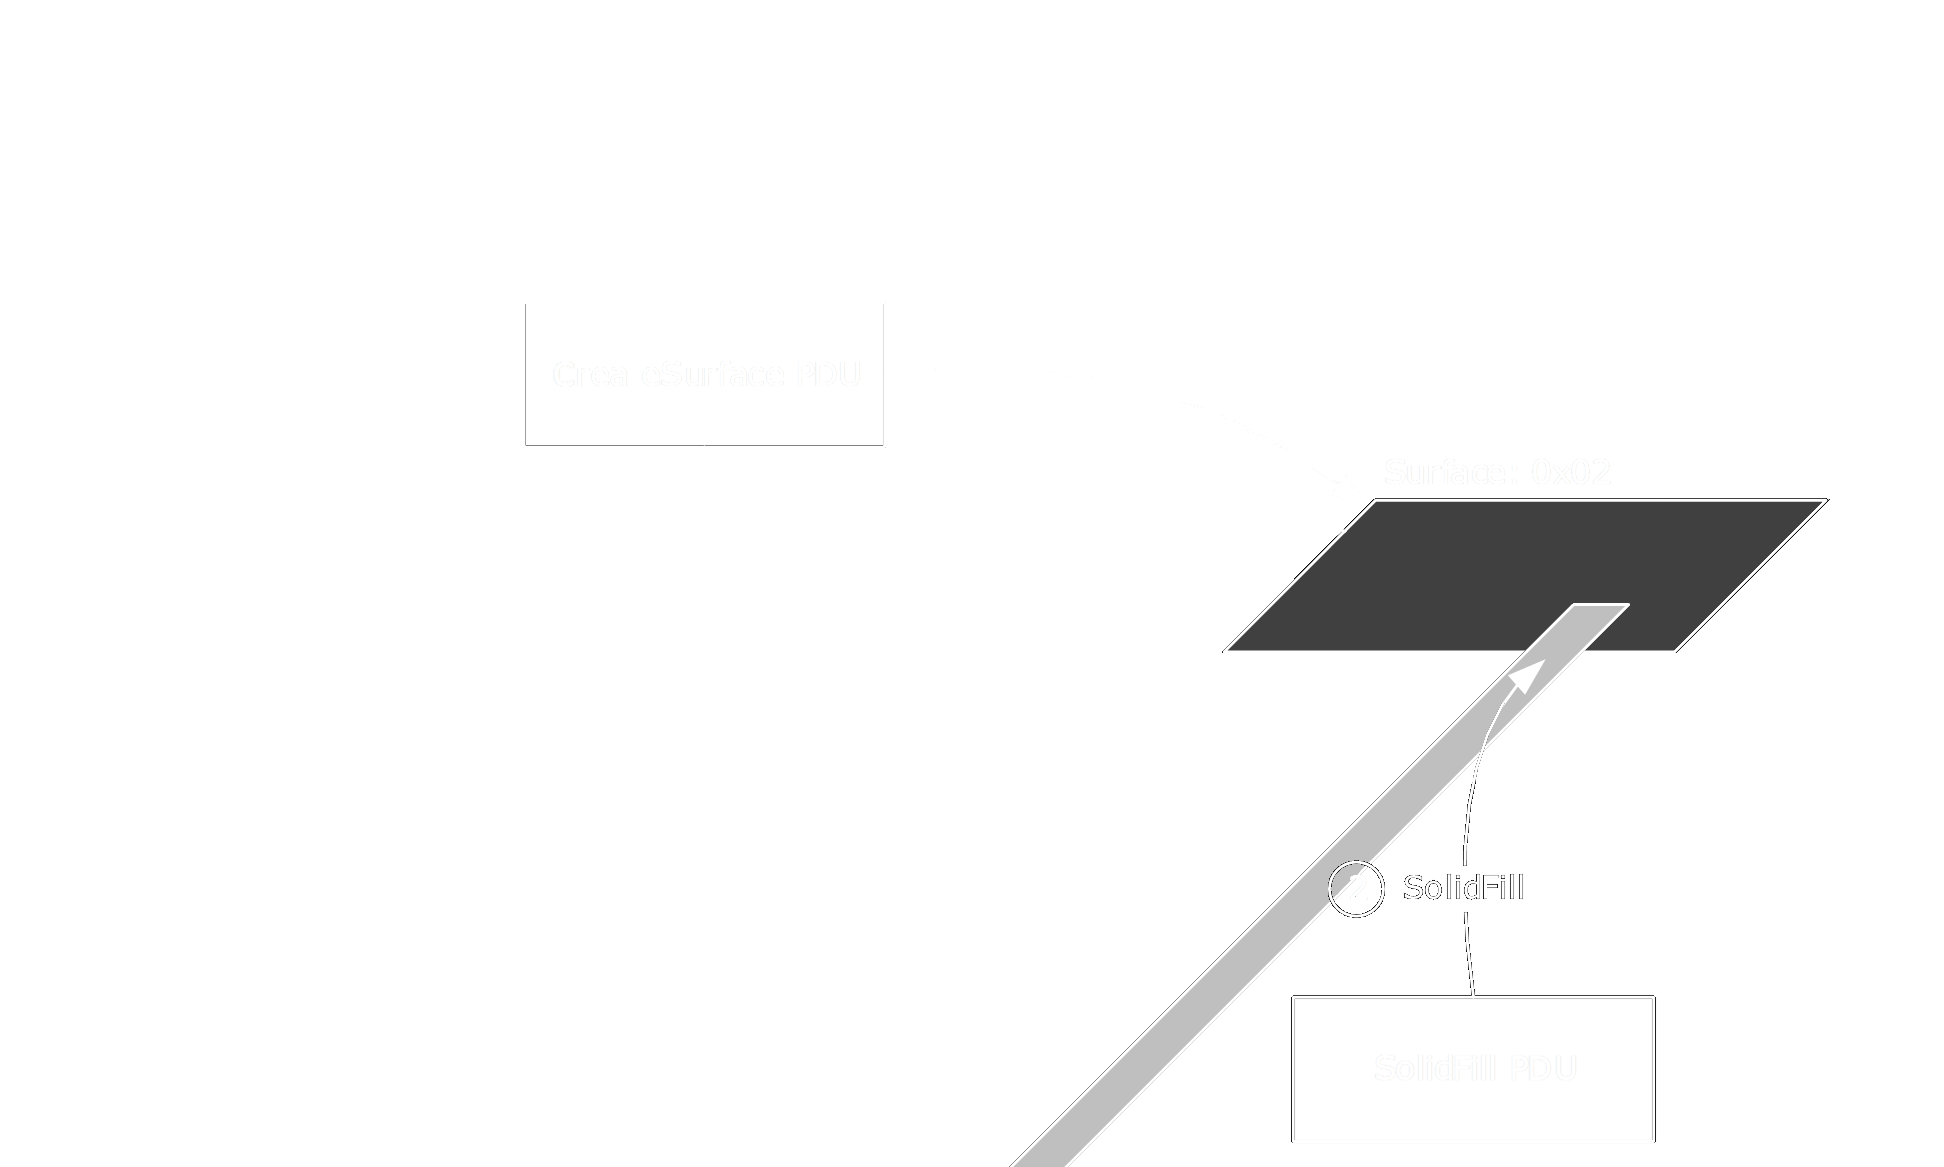 CreateSurface PDU
Surface: 0x02
2 SolidFill
SolidFill PDU